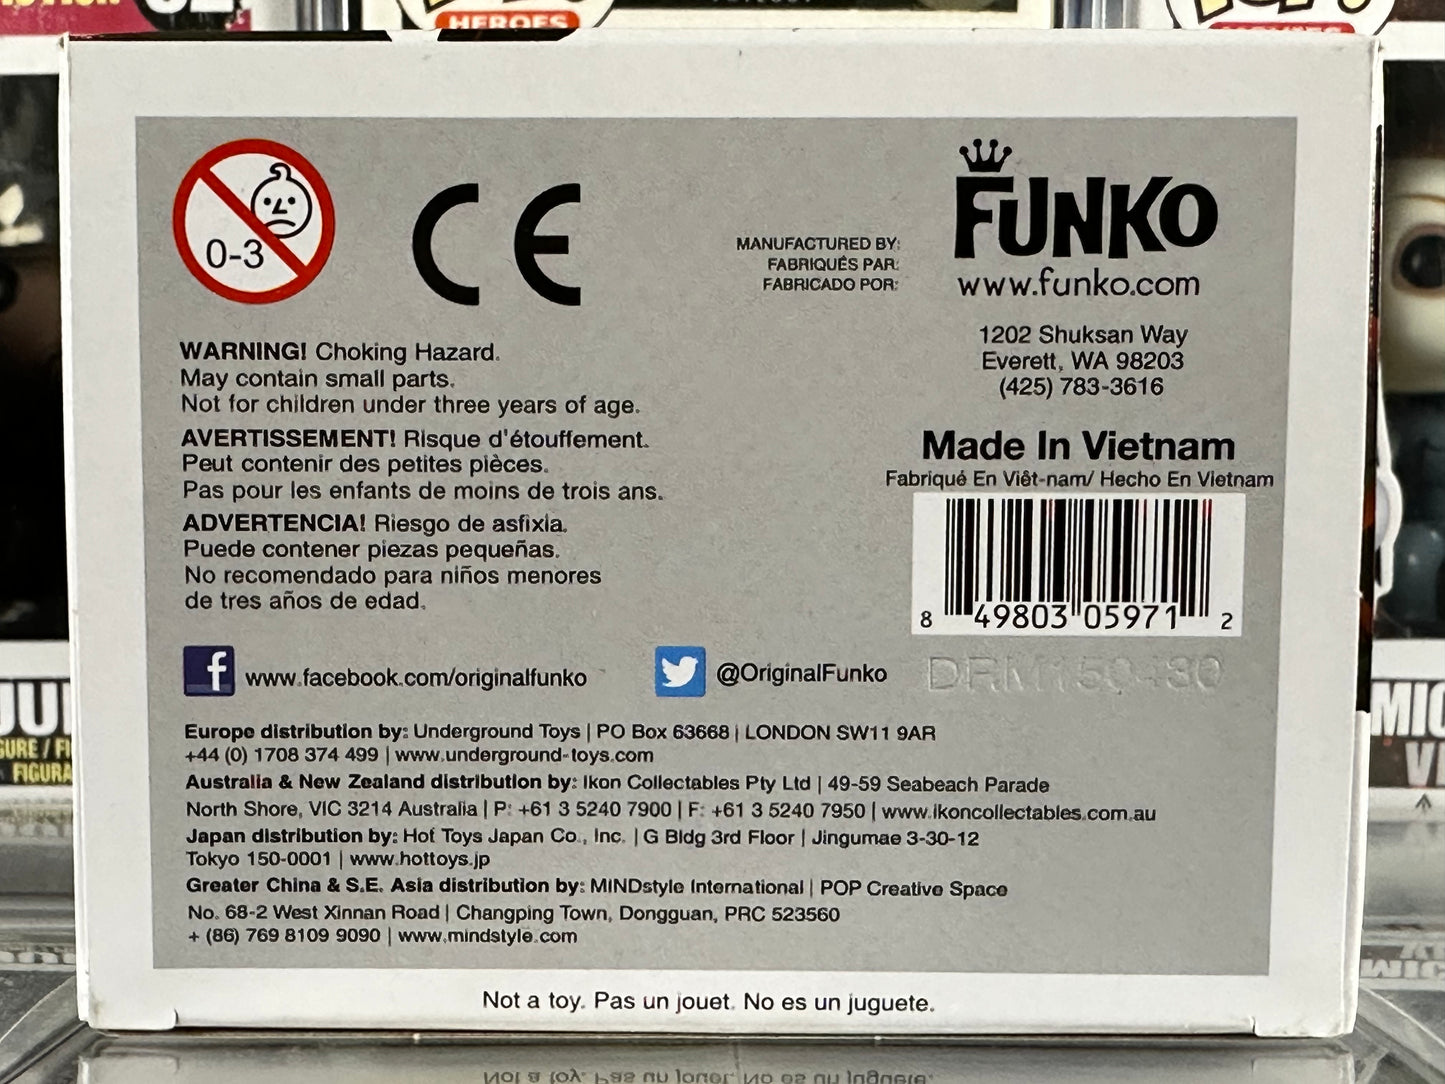 HEROES
0-3
CE
MANUFACTURED BY:
FABRIQUÉS PAR:
FABRICADO POR:
FUNKO
www.funko.com
1202 Shuksan Way
Everett, WA 98203
(425) 783-3616
Made In Vietnam
Fabriqué En Viêt-nam/ Hecho En Vietnam
8 49803 05971 2
DRM150430
WARNING! Choking Hazard.
May contain small parts.
Not for children under three years of age.
AVERTISSEMENT! Risque d'étouffement.
Peut contenir des petites pièces.
Pas pour les enfants de moins de trois ans.
ADVERTENCIA! Riesgo de asfixia.
Puede contener piezas pequeñas.
No recomendado para niños menores
de tres años de edad.
f www.facebook.com/originalfunko
@OriginalFunko
Europe distribution by: Underground Toys | PO Box 63668 | LONDON SW11 9AR
+44 (0) 1708 374 499 | www.underground-toys.com
Australia & New Zealand distribution by: Ikon Collectables Pty Ltd | 49-59 Seabeach Parade
North Shore, VIC 3214 Australia | P: +61 3 5240 7900 | F: +61 3 5240 7950 | www.ikoncollectables.com.au
Japan distribution by: Hot Toys Japan Co., Inc. | G Bldg 3rd Floor | Jingumae 3-30-12
Tokyo 150-0001 | www.hottoys.jp
Greater China & S.E. Asia distribution by: MINDstyle International | POP Creative Space
No. 68-2 West Xinnan Road | Changping Town, Dongguan, PRC 523560
+ (86) 769 8109 9090 | www.mindstyle.com
Not a toy. Pas un jouet. No es un juguete.